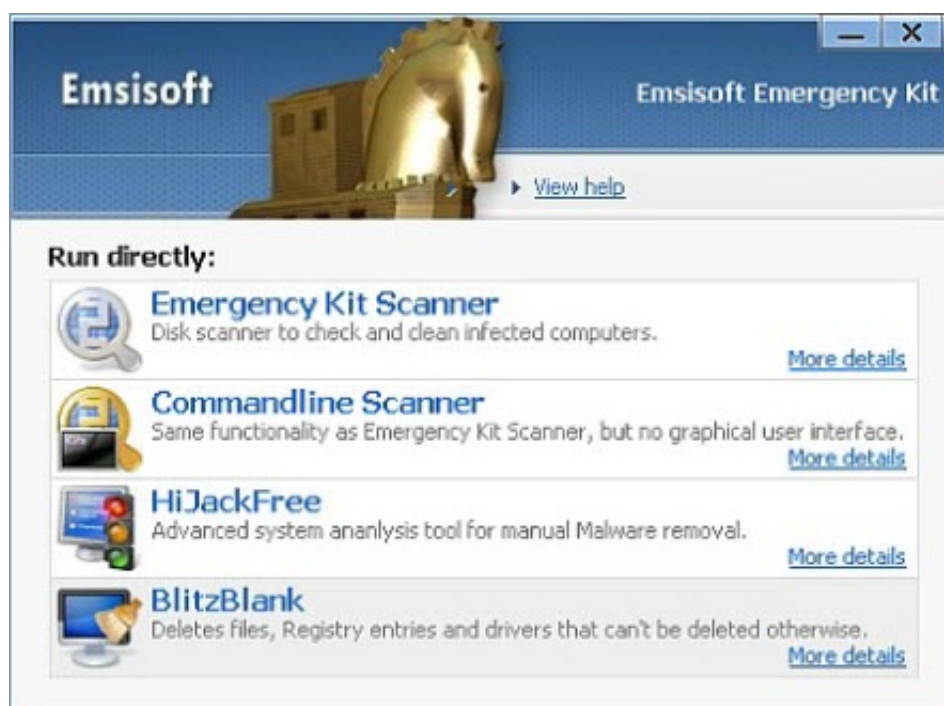 Emsisoft
Emsisoft Emergency Kit
View help
Run directly:
Emergency Kit Scanner
Disk scanner to check and clean infected computers.
More details
Commandline Scanner
Same functionality as Emergency Kit Scanner, but no graphical user interface.
More details
HiJackFree
Advanced system ananlysis tool for manual Malware removal.
More details
BlitzBlank
Deletes files, Registry entries and drivers that can't be deleted otherwise.
More details